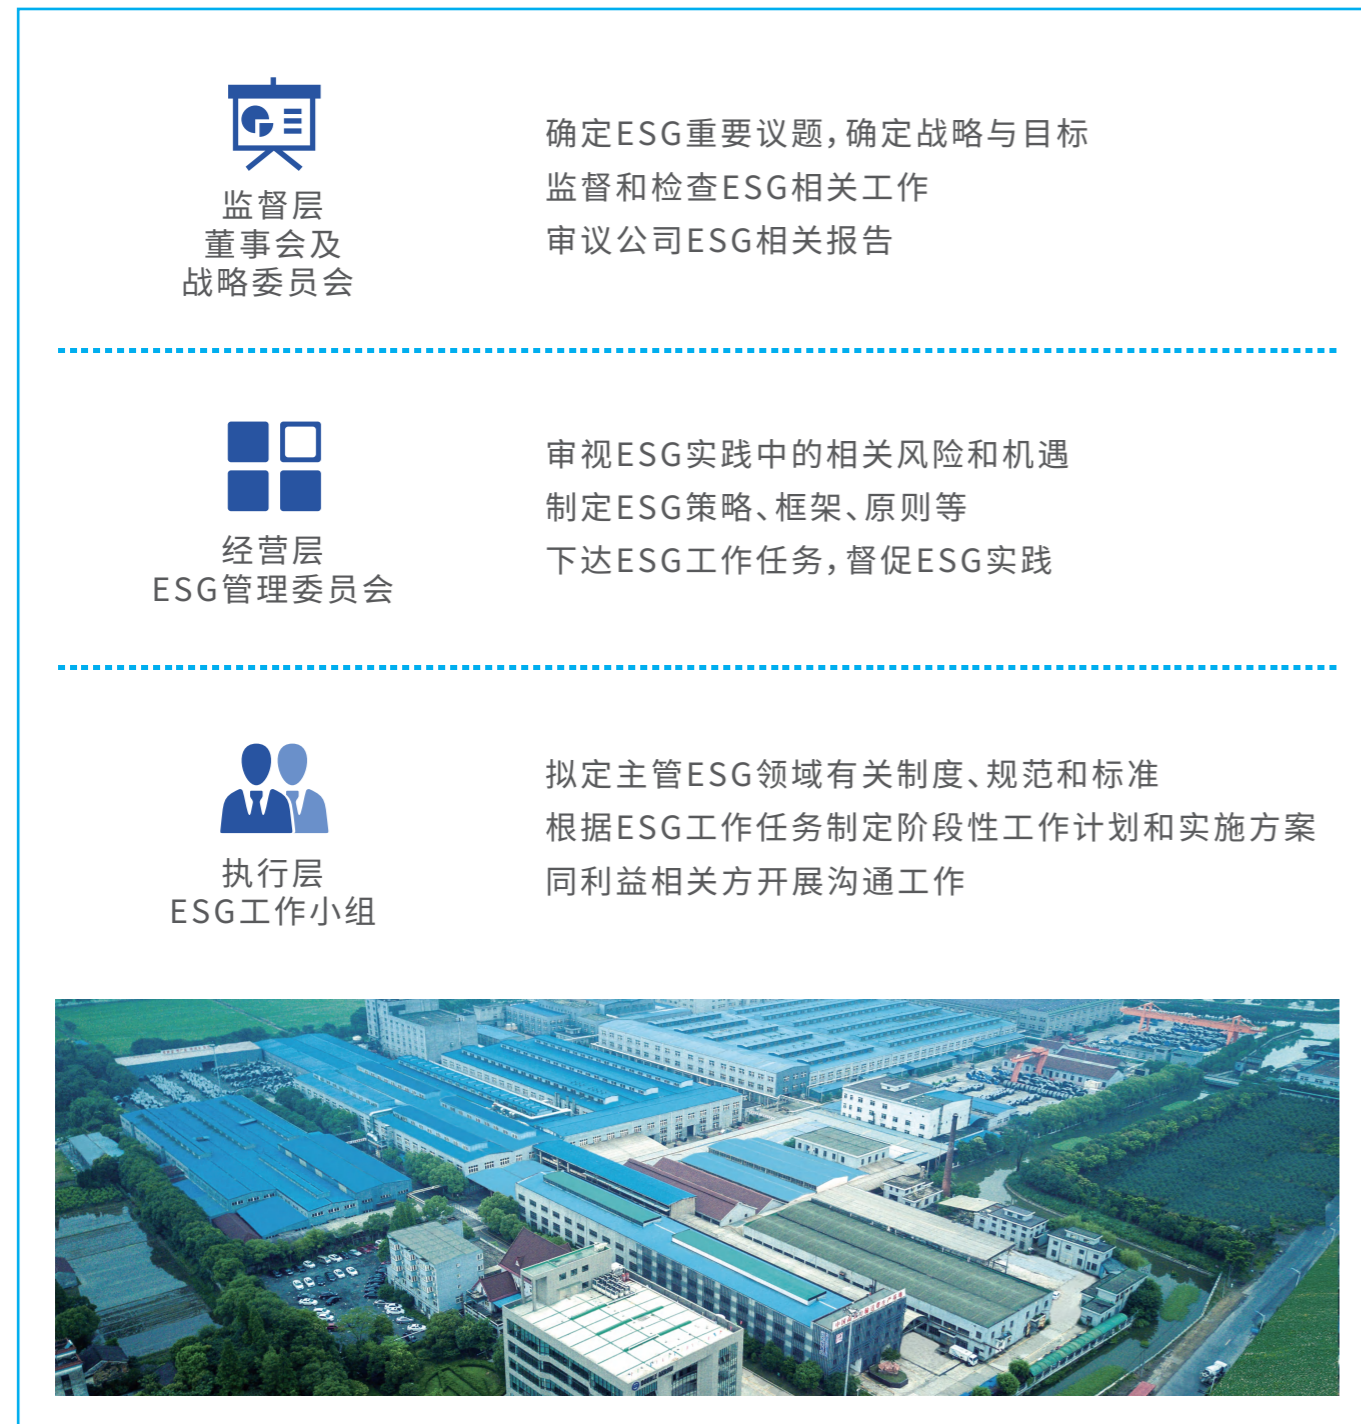 监督层
董事会及
战略委员会
确定ESG重要议题,确定战略与目标
监督和检查ESG相关工作
审议公司ESG相关报告
经营层
ESG管理委员会
审视ESG实践中的相关风险和机遇
制定ESG策略、框架、原则等
下达ESG工作任务,督促ESG实践
执行层
ESG工作小组
拟定主管ESG领域有关制度、规范和标准
根据ESG工作任务制定阶段性工作计划和实施方案
同利益相关方开展沟通工作